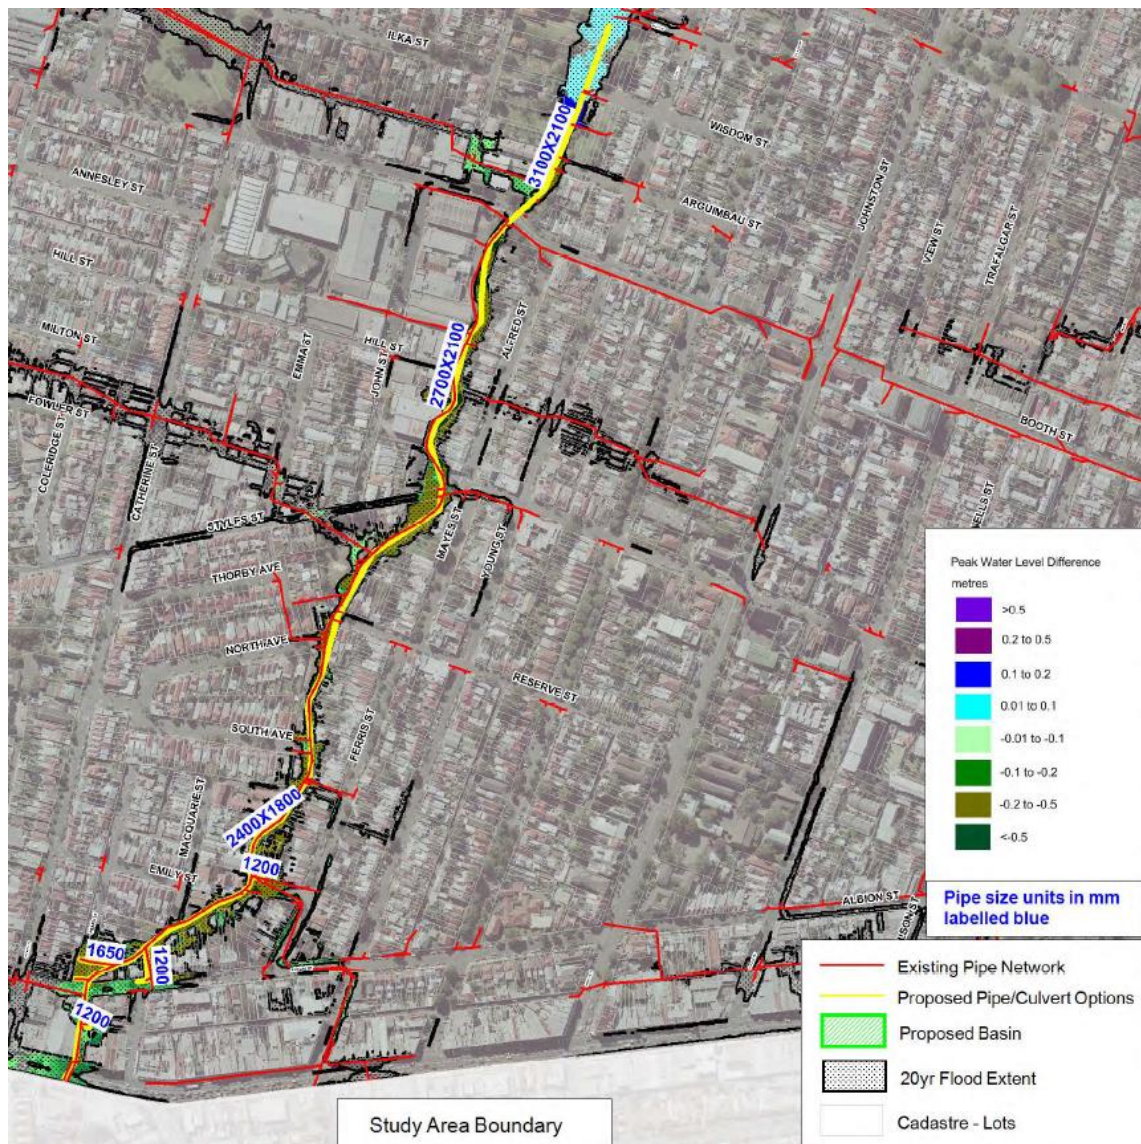 ILKA ST
WISDOM ST
3100X2100
JOHNSTON ST
ANNESLEY ST
ARGUIMBAU ST
VIEW ST
TRAFALGAR ST
HILL ST
MILTON ST
EMMA ST
HILL ST
JOHN ST
2700X2100
ALFRED ST
FOWLER ST
COLERIDGE ST
CATHERINE ST
BOOTH ST
STYLES ST
MAYES ST
YOUNG ST
THORBY AVE
NORTH AVE
RESERVE ST
SOUTH AVE
FERRIS ST
MACQUARIE ST
2400X1800
EMILY ST
1200
ALBION ST
1650
1200
1200
Peak Water Level Difference
metres
>0.5
0.2 to 0.5
0.1 to 0.2
0.01 to 0.1
-0.01 to -0.1
-0.1 to -0.2
-0.2 to -0.5
<-0.5
Pipe size units in mm
labelled blue
Existing Pipe Network
Proposed Pipe/Culvert Options
Proposed Basin
20yr Flood Extent
Cadastre - Lots
Study Area Boundary